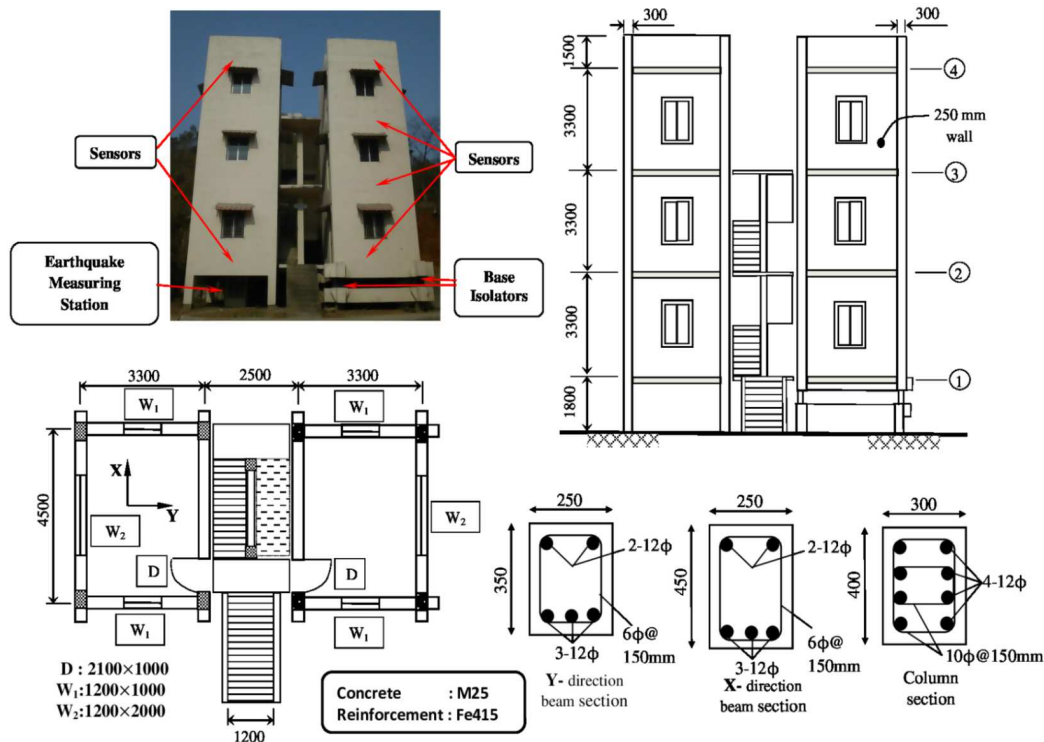 Sensors
Sensors
Earthquake
Measuring
Station
Base
Isolators
300
300
1500
3300
3300
3300
1800
4
3
2
1
250 mm
wall
3300
2500
3300
W₁
W₁
4500
X
Y
W₂
W₂
D
D
W₁
W₁
D : 2100×1000
W₁:1200×1000
W₂:1200×2000
1200
Concrete : M25
Reinforcement : Fe415
250
350
2-12ϕ
6ϕ@
150mm
3-12ϕ
Y- direction
beam section
250
450
2-12ϕ
6ϕ@
150mm
3-12ϕ
X- direction
beam section
300
400
4-12ϕ
10ϕ@150mm
Column
section